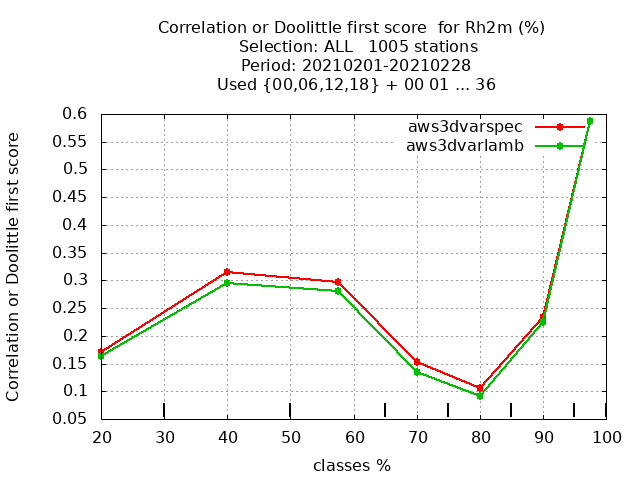 Correlation or Doolittle first score  for Rh2m (%)
Selection: ALL   1005 stations
Period: 20210201-20210228
Used {00,06,12,18} + 00 01 ... 36
aws3dvarspec
aws3dvarlamb
Correlation or Doolittle first score
0.6
0.55
0.5
0.45
0.4
0.35
0.3
0.25
0.2
0.15
0.1
0.05
20 30 40 50 60 70 80 90 100
classes %